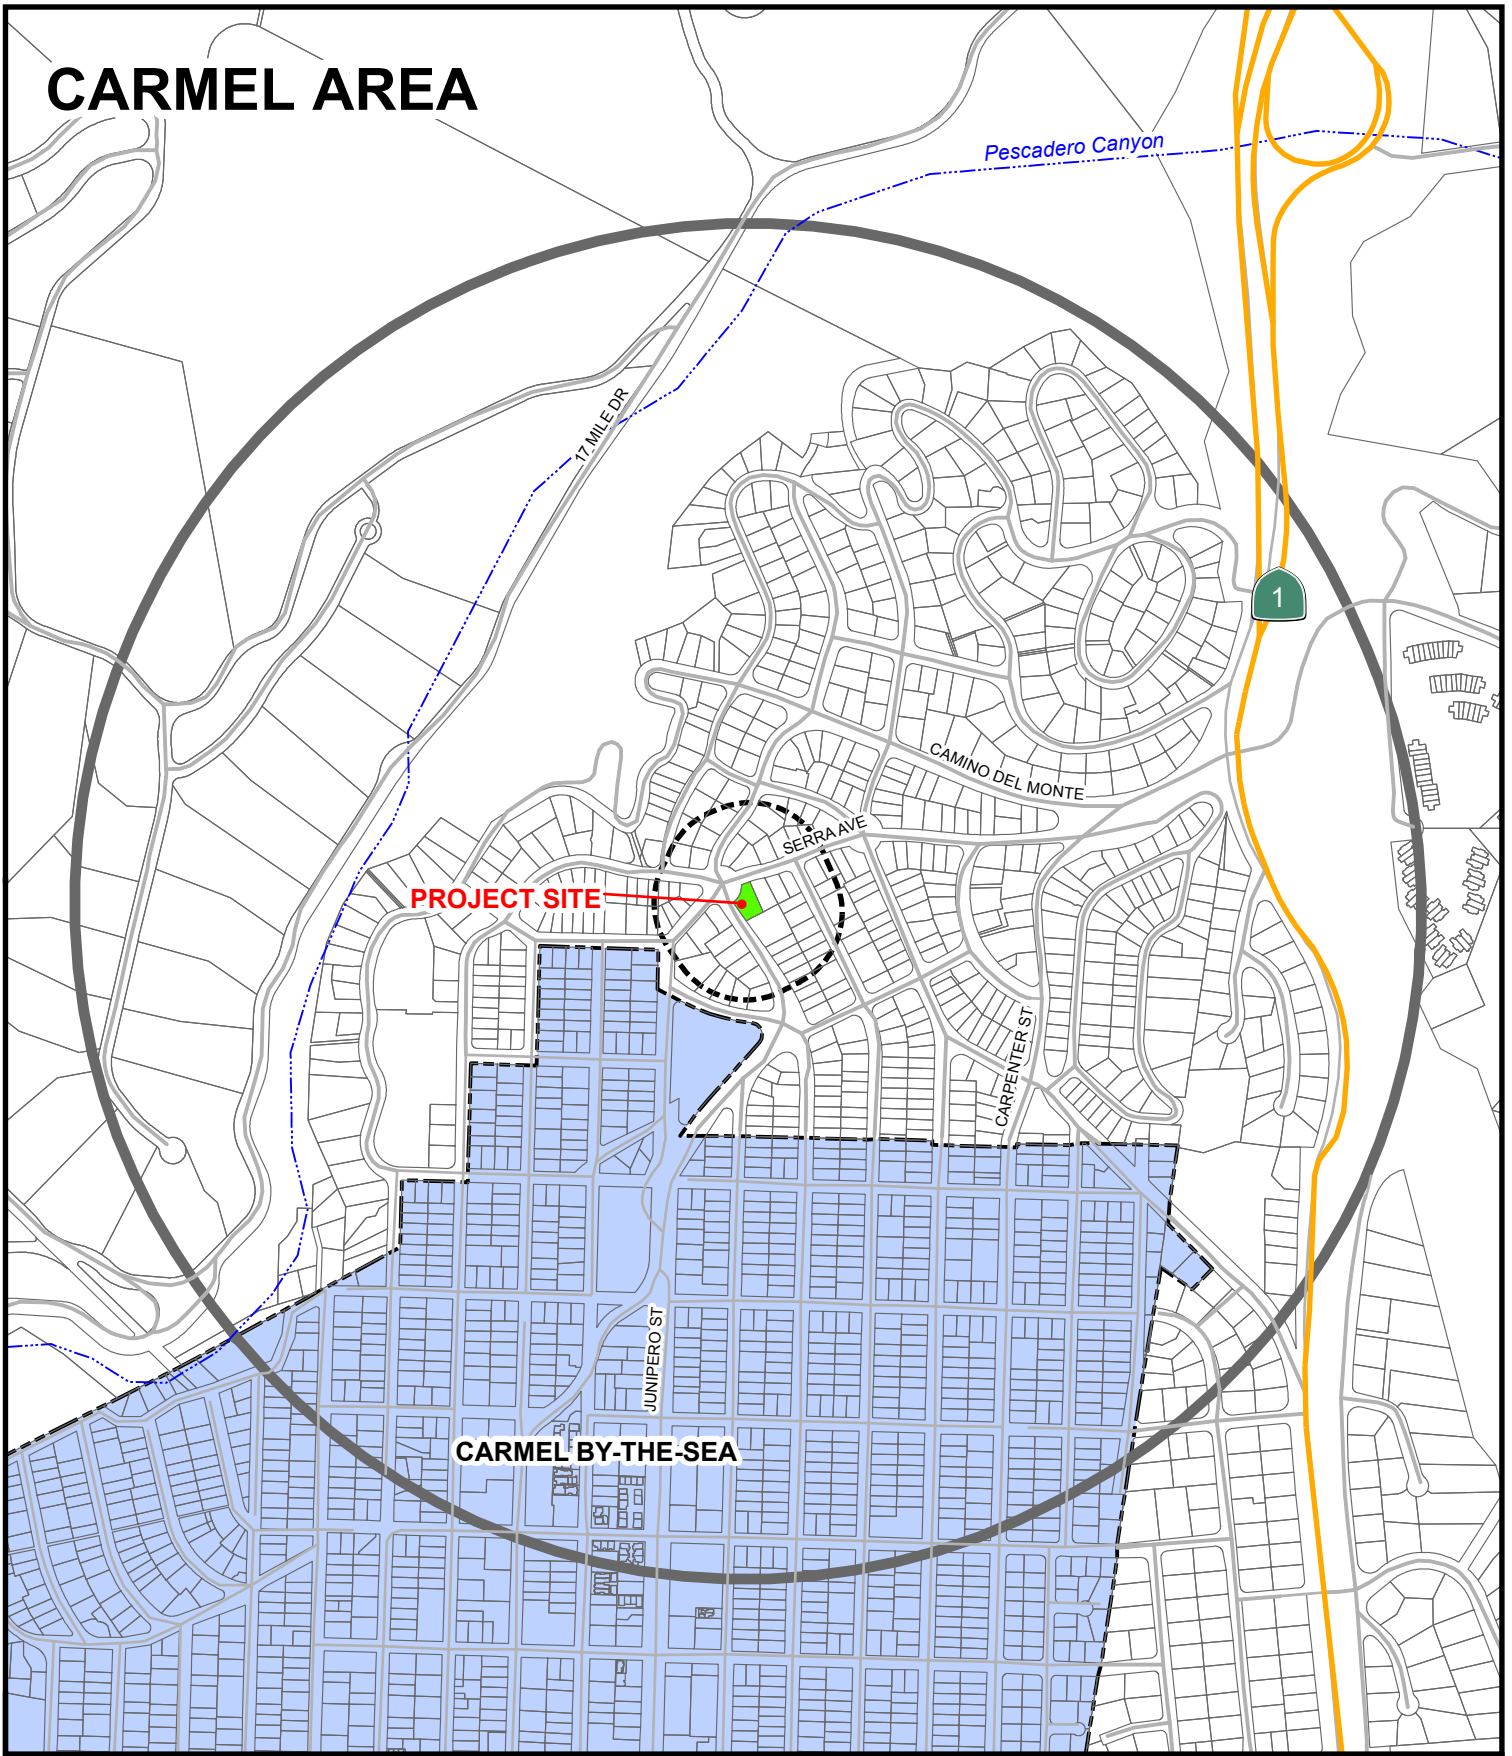 CARMEL AREA
Pescadero Canyon
17 MILE DR
1
CAMINO DEL MONTE
SERRA AVE
PROJECT SITE
CARPENTER ST
JUNIPERO ST
CARMEL BY-THE-SEA